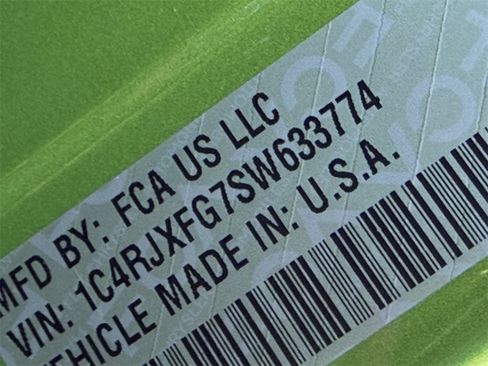 MFD BY: FCA US LLC
VIN: 1C4RJXFG7SW633774
VEHICLE MADE IN: U.S.A.